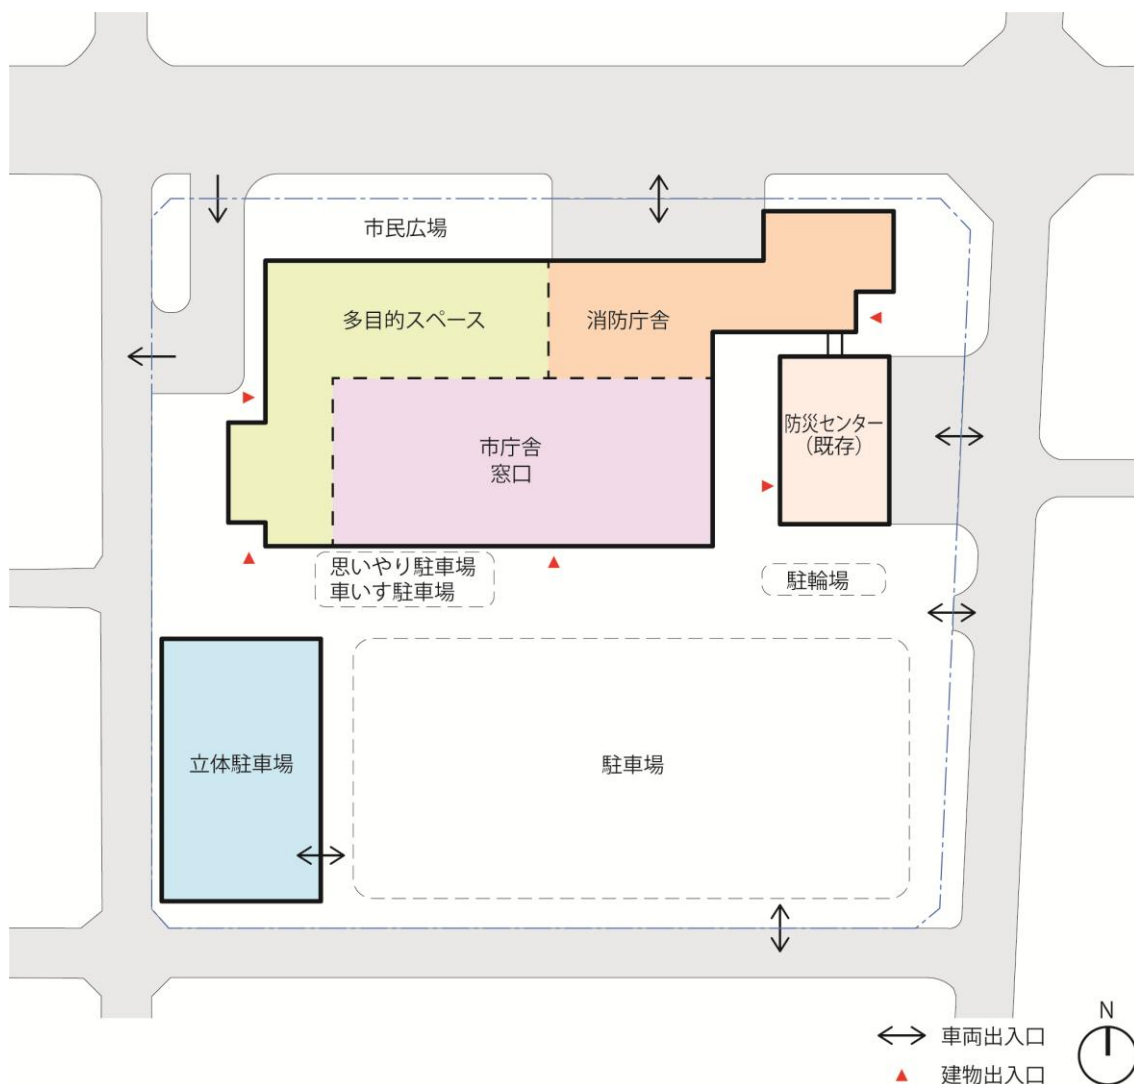 市民広場
多目的スペース
消防庁舎
防災センター
（既存）
市庁舎
窓口
思いやり駐車場
車いす駐車場
駐輪場
立体駐車場
駐車場
N
車両出入口
建物出入口